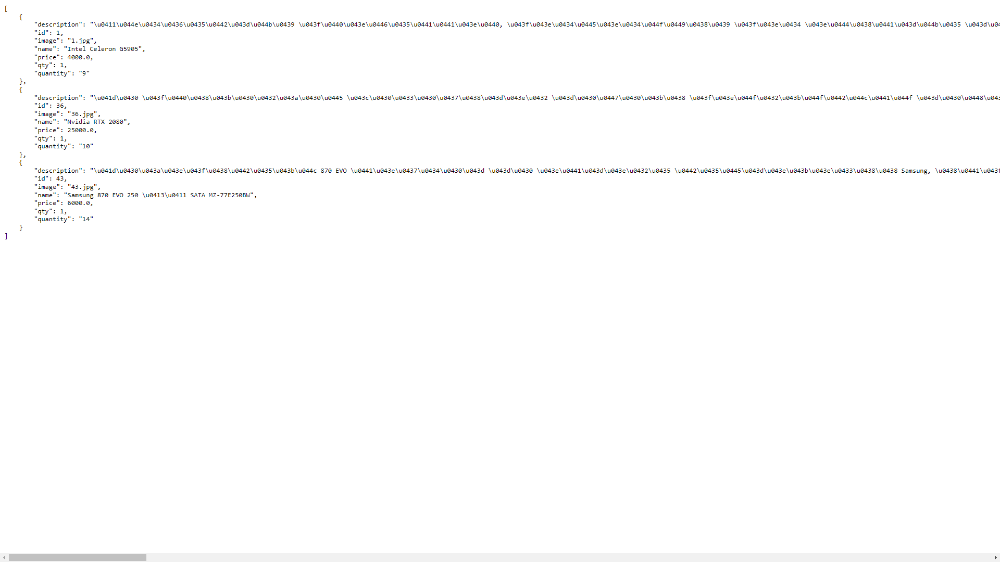 [
{
"description": "\u0411\u044e\u0434\u0436\u0435\u0442\u043d\u044b\u0439 \u043f\u0440\u043e\u0446\u0435\u0441\u0441\u043e\u0440, \u043f\u043e\u0434\u0445\u043e\u0434\u044f\u0449\u0438\u0439 \u043f\u043e\u0434 \u043e\u0444\u0438\u0441\u043d\u044b\u0435 \u043d\u04
"id": 1,
"image": "1.jpg",
"name": "Intel Celeron G5905",
"price": 4000.0,
"qty": 1,
"quantity": "9"
},
{
"description": "\u041d\u0430 \u043f\u0440\u0438\u043b\u0430\u0432\u043a\u0430\u0445 \u043c\u0430\u0433\u0430\u0437\u0438\u043d\u043e\u0432 \u043d\u0430\u0447\u0430\u043b\u0438 \u043f\u043e\u044f\u0432\u043b\u044f\u0442\u044c\u0441\u044f \u043d\u0430\u0448\u043
"id": 36,
"image": "36.jpg",
"name": "Nvidia RTX 2080",
"price": 25000.0,
"qty": 1,
"quantity": "10"
},
{
"description": "\u041d\u0430\u043a\u043e\u043f\u0438\u0442\u0435\u043b\u044c 870 EVO \u0441\u043e\u0437\u0434\u0430\u043d \u043d\u0430 \u043e\u0441\u043d\u043e\u0432\u0435 \u0442\u0435\u0445\u043d\u043e\u043b\u043e\u0433\u0438\u0438 Samsung, \u0438\u0441\u043f
"id": 43,
"image": "43.jpg",
"name": "Samsung 870 EVO 250 \u0413\u0411 SATA MZ-77E250BW",
"price": 6000.0,
"qty": 1,
"quantity": "14"
}
]